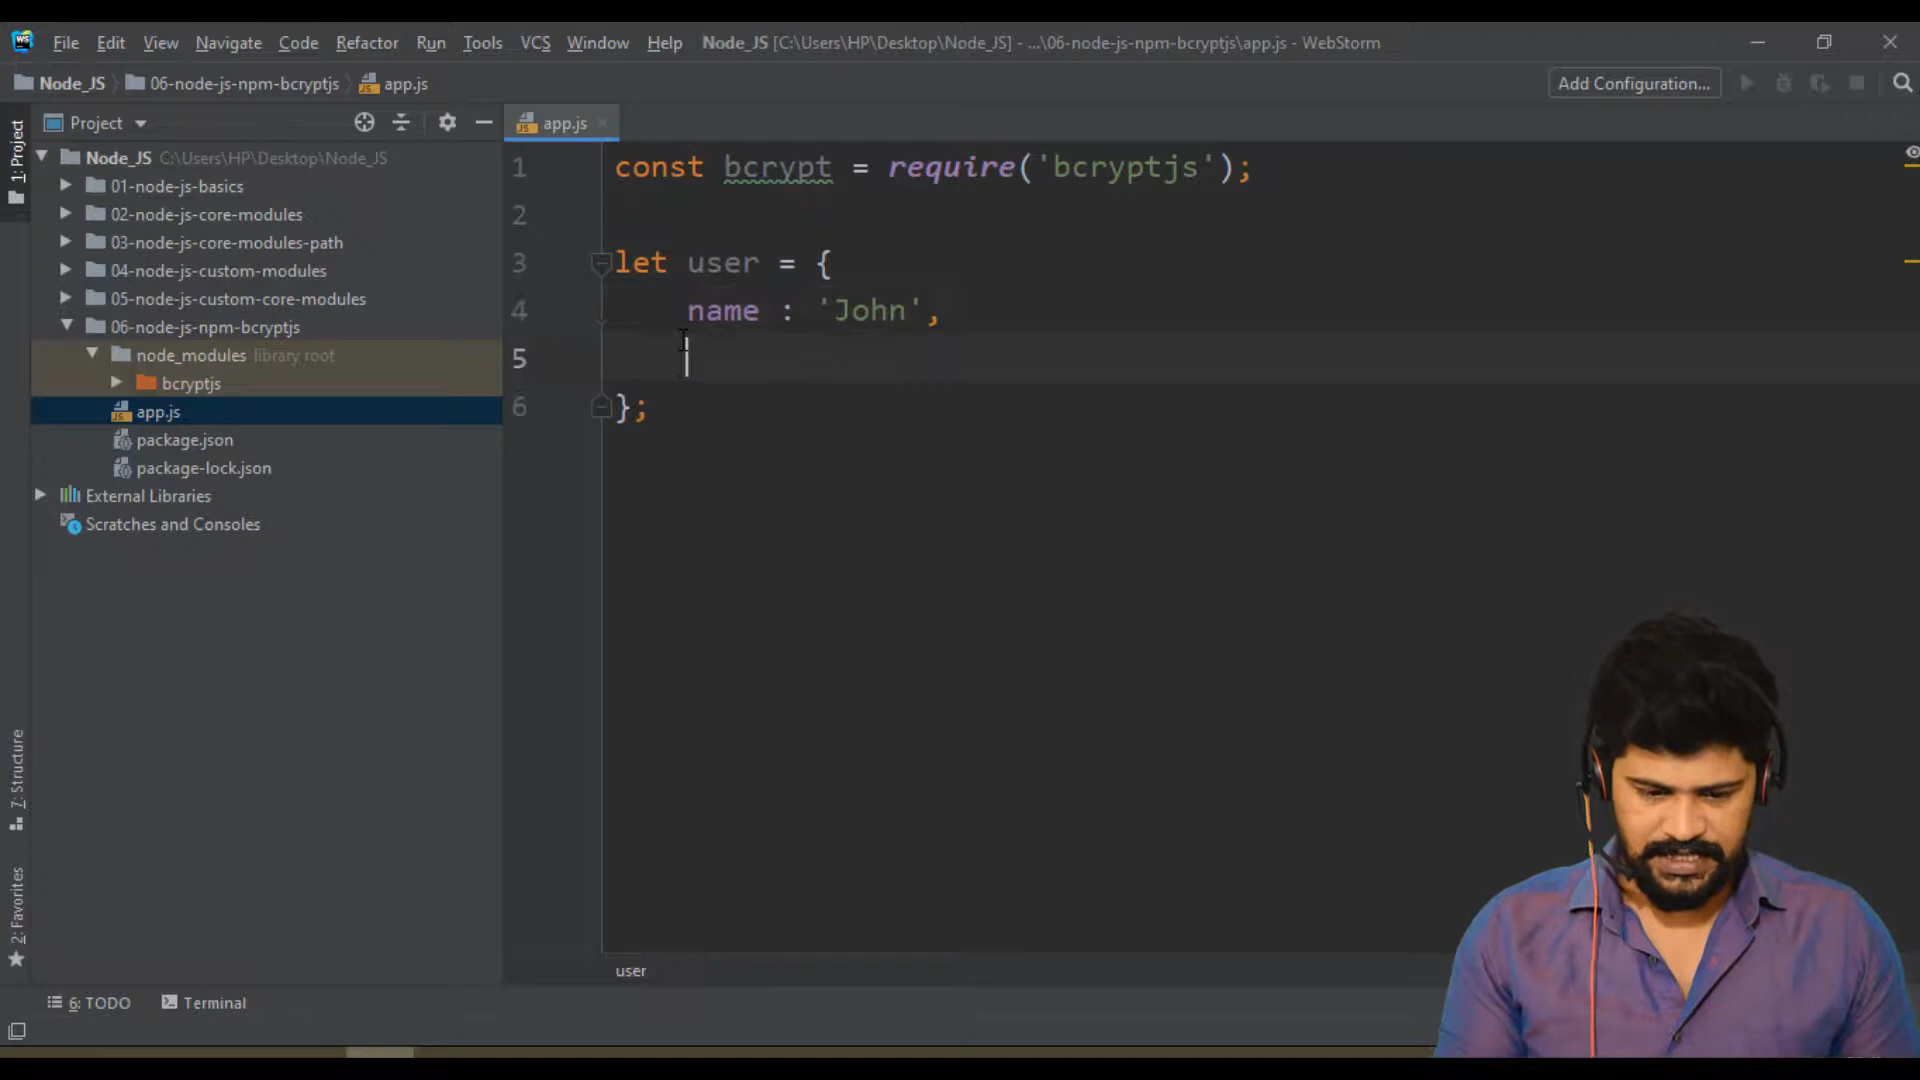 WS File Edit View Navigate Code Refactor Run Tools VCS Window Help Node_JS [C:\Users\HP\Desktop\Node_JS] - ...\06-node-js-npm-bcryptjs\app.js - WebStorm
Node_JS 06-node-js-npm-bcryptjs app.js Add Configuration...
1: Project
Project
app.js
Node_JS C:\Users\HP\Desktop\Node_JS
01-node-js-basics
02-node-js-core-modules
03-node-js-core-modules-path
04-node-js-custom-modules
05-node-js-custom-core-modules
06-node-js-npm-bcryptjs
node_modules library root
bcryptjs
app.js
package.json
package-lock.json
External Libraries
Scratches and Consoles
1 const bcrypt = require('bcryptjs');
2
3 let user = {
4 name : 'John',
5
6 };
7: Structure
2: Favorites
user
6: TODO Terminal